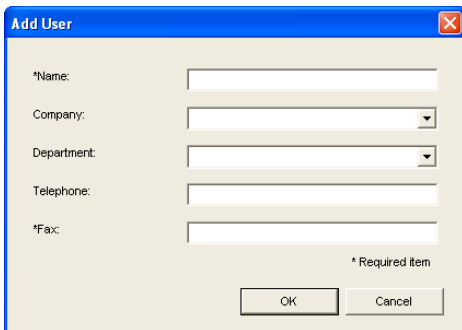 Add User
*Name:
Company:
Department:
Telephone:
*Fax:
* Required item
OK Cancel